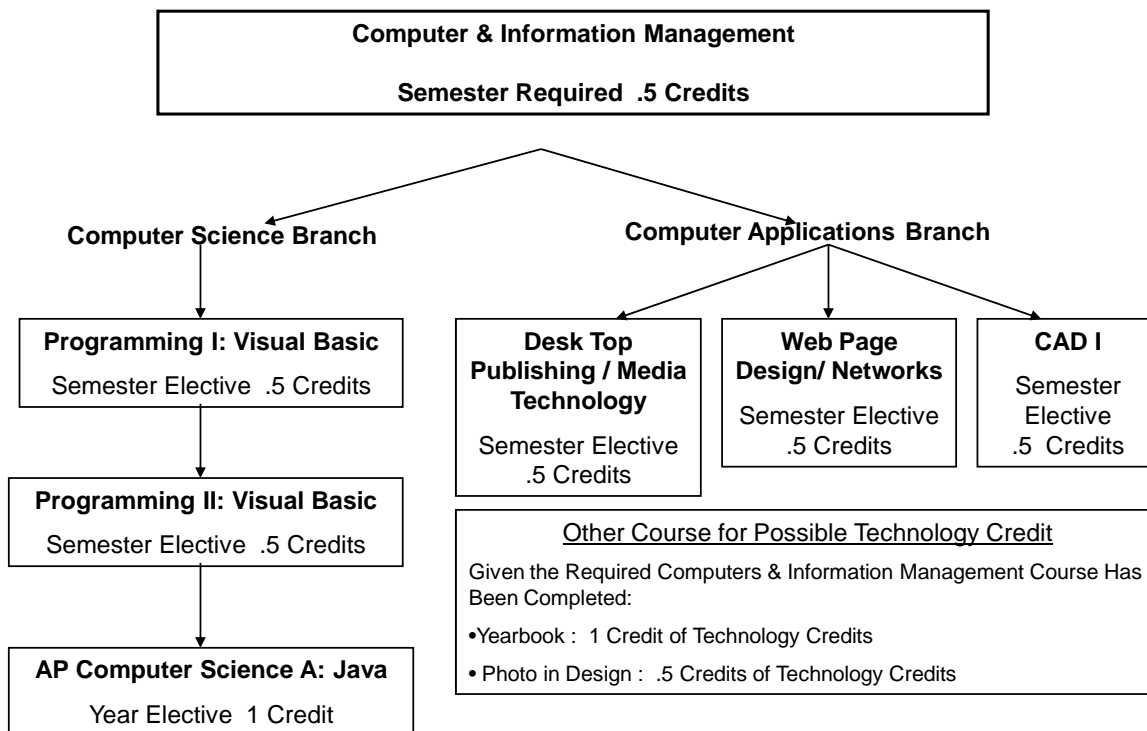 Computer & Information Management
Semester Required .5 Credits
Computer Science Branch
Computer Applications Branch
Programming I: Visual Basic
Semester Elective .5 Credits
Programming II: Visual Basic
Semester Elective .5 Credits
AP Computer Science A: Java
Year Elective 1 Credit
Desk Top
Publishing / Media
Technology
Semester Elective
.5 Credits
Web Page
Design/ Networks
Semester Elective
.5 Credits
CAD I
Semester
Elective
.5 Credits
Other Course for Possible Technology Credit
Given the Required Computers & Information Management Course Has
Been Completed:
•Yearbook : 1 Credit of Technology Credits
• Photo in Design : .5 Credits of Technology Credits